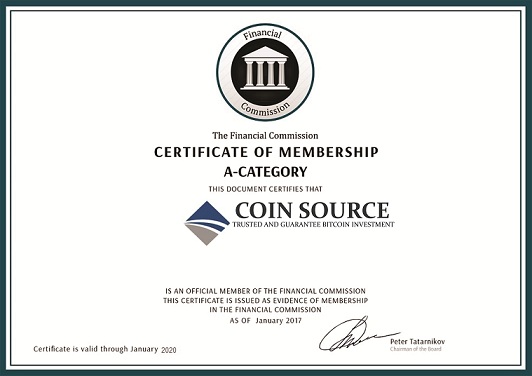 Financial
Commission
The Financial Commission
CERTIFICATE OF MEMBERSHIP
A-CATEGORY
THIS DOCUMENT CERTIFIES THAT
COIN SOURCE
TRUSTED AND GUARANTEE BITCOIN INVESTMENT
IS AN OFFICIAL MEMBER OF THE FINANCIAL COMMISSION
THIS CERTIFICATE IS ISSUED AS EVIDENCE OF MEMBERSHIP
IN THE FINANCIAL COMMISSION
AS OF January 2017
Peter Tatarnikov
Chairman of the Board
Certificate is valid through January 2020